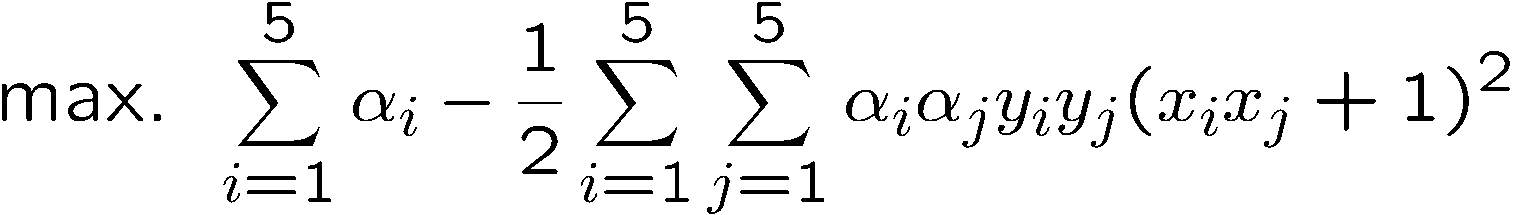 max. \sum_{i=1}^{5} \alpha_i - \frac{1}{2} \sum_{i=1}^{5} \sum_{j=1}^{5} \alpha_i \alpha_j y_i y_j (x_i x_j + 1)^2